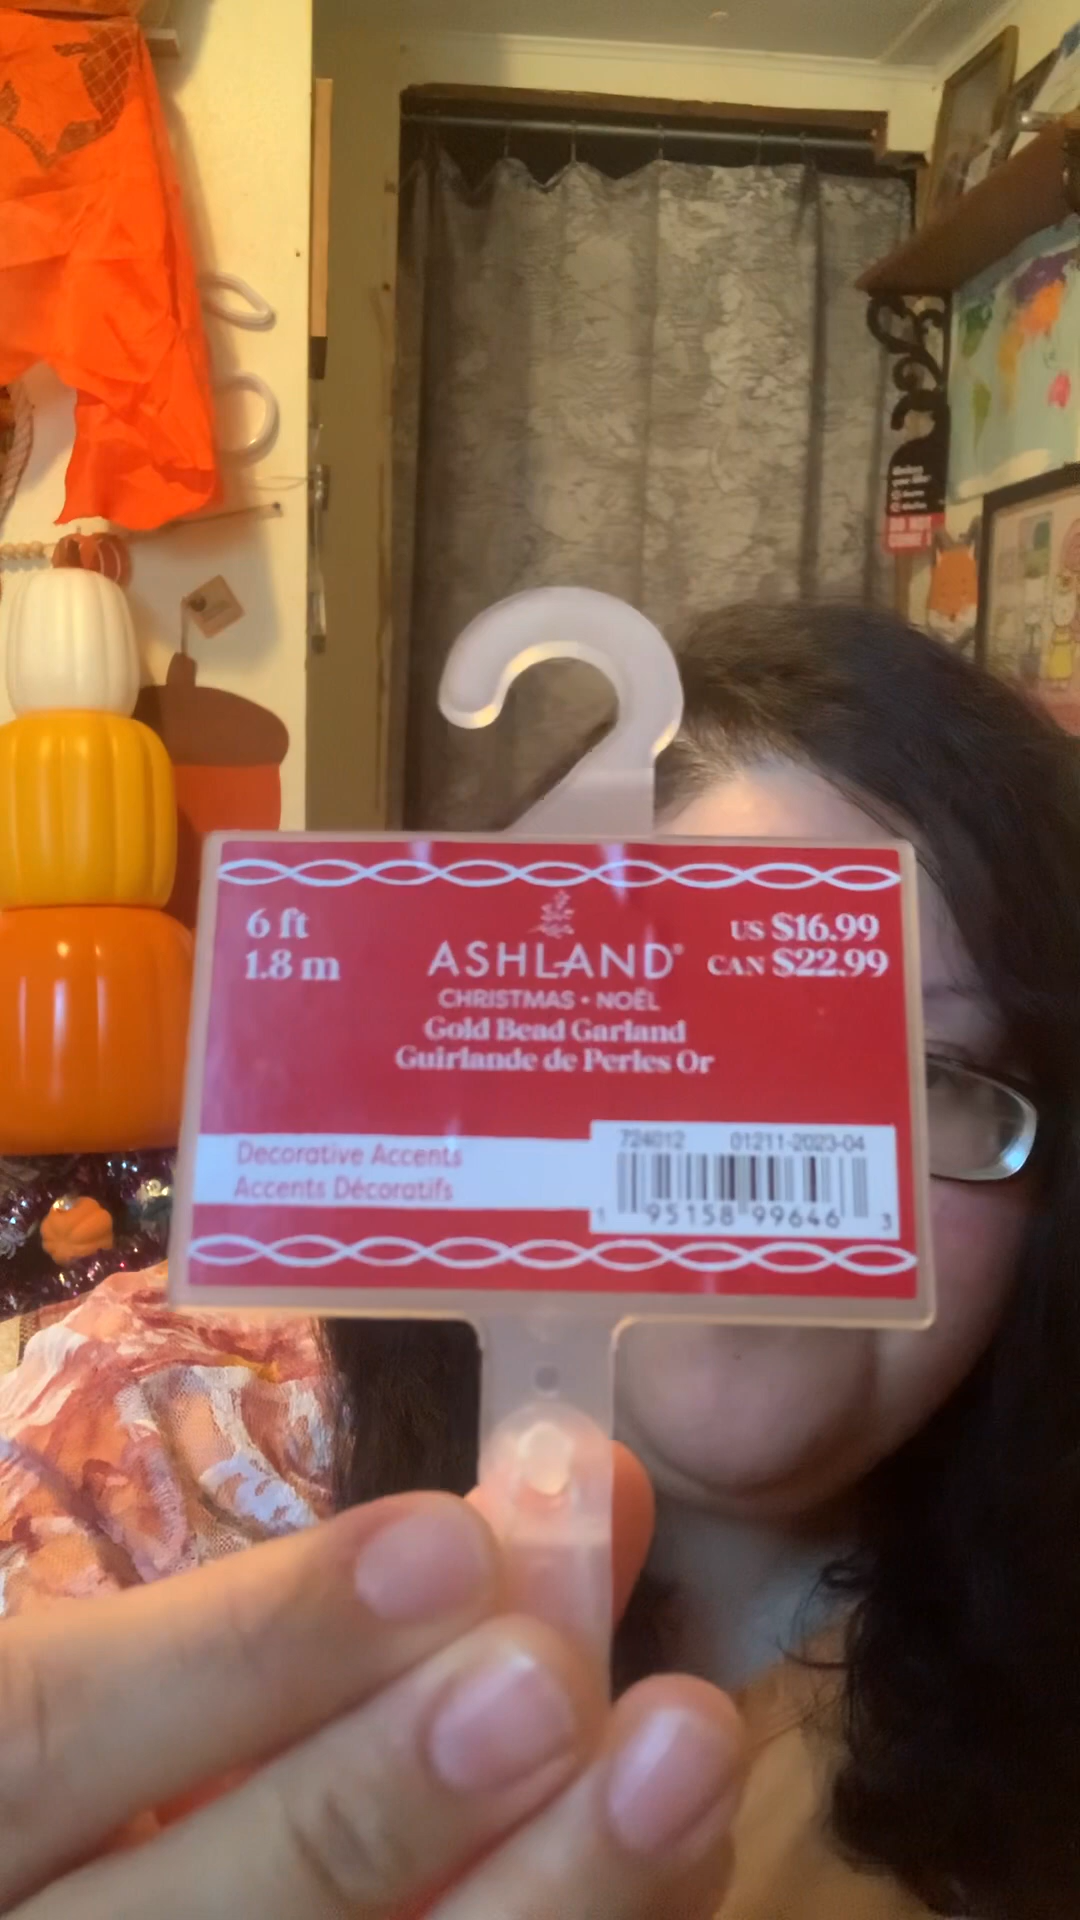 6 ft
1.8 m
ASHLAND®
CHRISTMAS • NOËL
Gold Bead Garland
Guirlande de Perles Or
US $16.99
CAN $22.99
Decorative Accents
Accents Décoratifs
724012 01211-2023-04
1 95158 99646 3